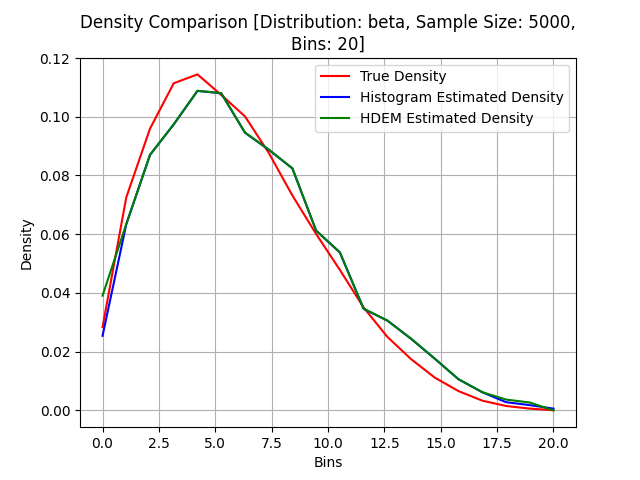 Density Comparison [Distribution: beta, Sample Size: 5000,
Bins: 20]
True Density
Histogram Estimated Density
HDEM Estimated Density
Density
0.12
0.10
0.08
0.06
0.04
0.02
0.00
0.0 2.5 5.0 7.5 10.0 12.5 15.0 17.5 20.0
Bins